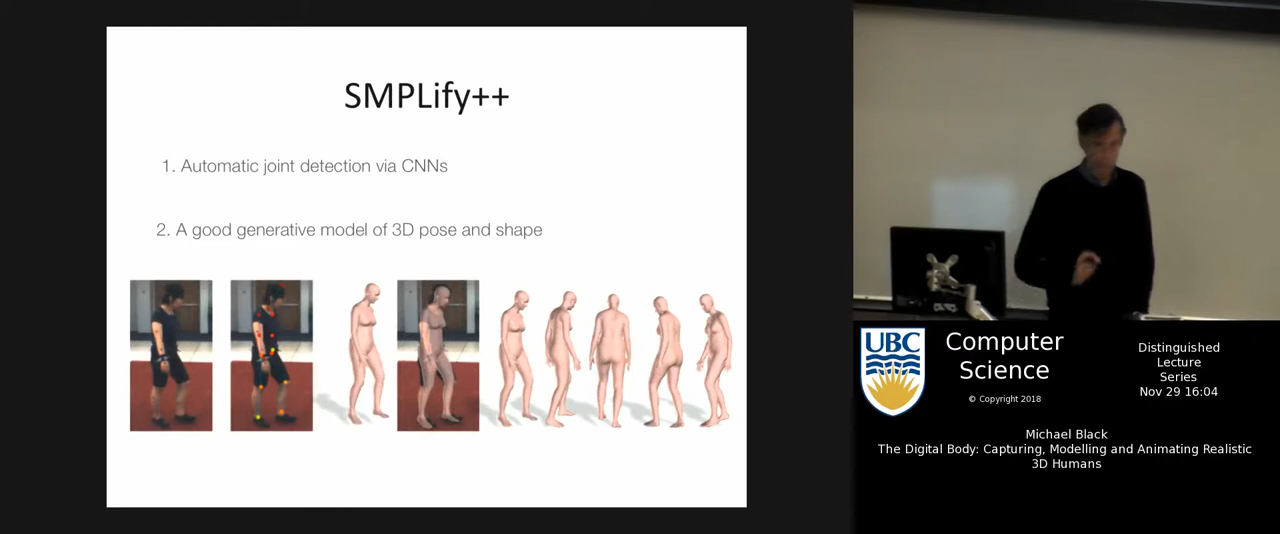 SMPLify++
1. Automatic joint detection via CNNs
2. A good generative model of 3D pose and shape
UBC
Computer
Science
© Copyright 2018
Distinguished
Lecture
Series
Nov 29 16:04
Michael Black
The Digital Body: Capturing, Modelling and Animating Realistic
3D Humans